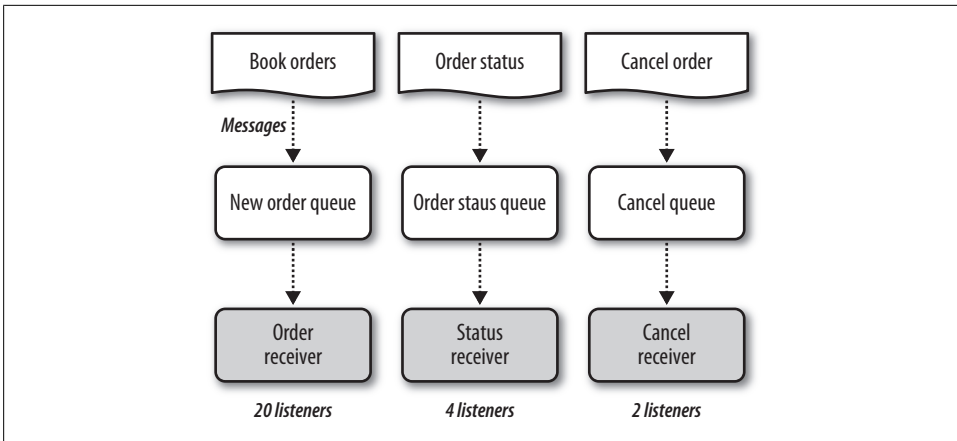 Book orders
Order status
Cancel order
Messages
New order queue
Order staus queue
Cancel queue
Order
receiver
Status
receiver
Cancel
receiver
20 listeners
4 listeners
2 listeners